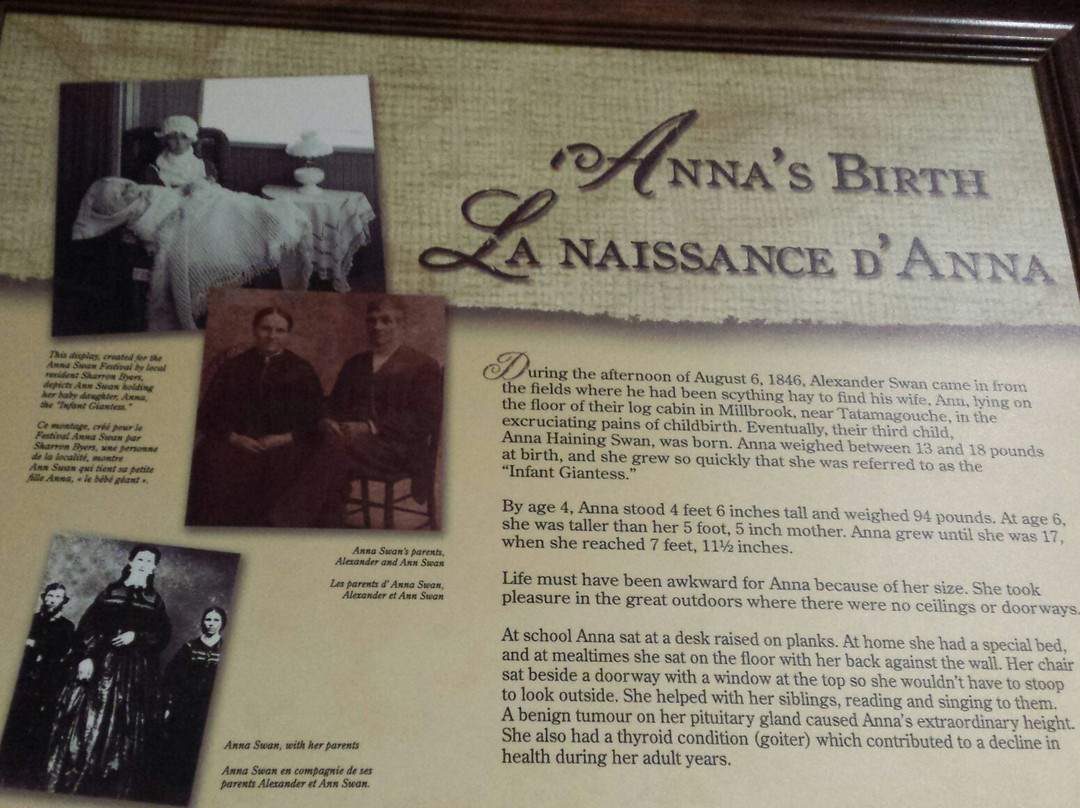 Anna's Birth
La naissance d'Anna
This display, created for the
Anna Swan Festival by local
resident Sharron Byers,
depicts Ann Swan holding
her baby daughter, Anna,
the "Infant Giantess."
Ce montage, créé pour le
Festival Anna Swan par
Sharron Byers, une personne
de la localité, montre
Ann Swan qui tient sa petite
fille Anna, « le bébé géant ».
Anna Swan's parents,
Alexander and Ann Swan
Les parents d' Anna Swan,
Alexander et Ann Swan
Anna Swan, with her parents
Anna Swan en compagnie de ses
parents Alexander et Ann Swan.
During the afternoon of August 6, 1846, Alexander Swan came in from
the fields where he had been scything hay to find his wife, Ann, lying on
the floor of their log cabin in Millbrook, near Tatamagouche, in the
excruciating pains of childbirth. Eventually, their third child,
Anna Haining Swan, was born. Anna weighed between 13 and 18 pounds
at birth, and she grew so quickly that she was referred to as the
"Infant Giantess."
By age 4, Anna stood 4 feet 6 inches tall and weighed 94 pounds. At age 6,
she was taller than her 5 foot, 5 inch mother. Anna grew until she was 17,
when she reached 7 feet, 11½ inches.
Life must have been awkward for Anna because of her size. She took
pleasure in the great outdoors where there were no ceilings or doorways.
At school Anna sat at a desk raised on planks. At home she had a special bed,
and at mealtimes she sat on the floor with her back against the wall. Her chair
sat beside a doorway with a window at the top so she wouldn't have to stoop
to look outside. She helped with her siblings, reading and singing to them.
A benign tumour on her pituitary gland caused Anna's extraordinary height.
She also had a thyroid condition (goiter) which contributed to a decline in
health during her adult years.